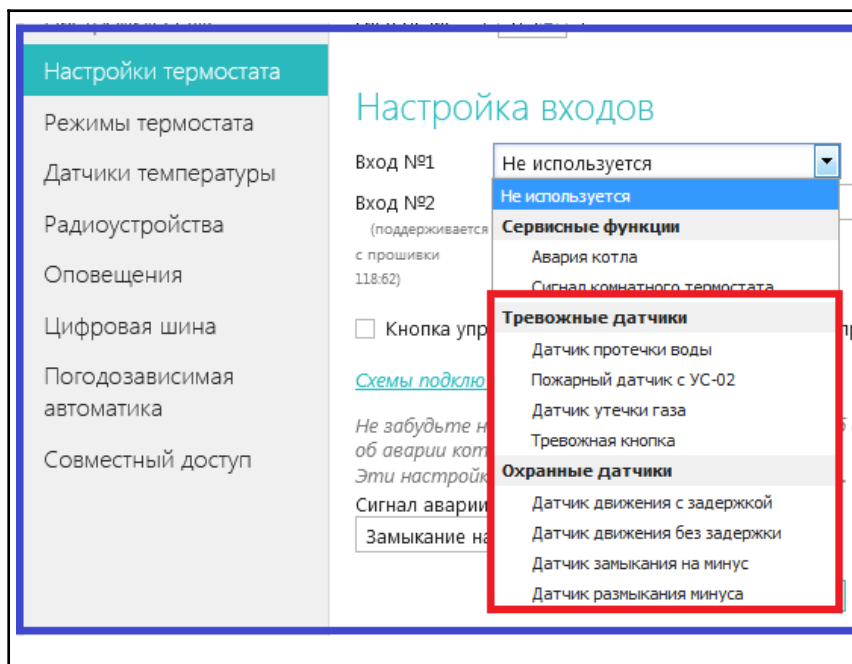 Настройки термостата
Режимы термостата
Датчики температуры
Радиоустройства
Оповещения
Цифровая шина
Погодозависимая
автоматика
Совместный доступ
Настройка входов
Вход №1
Не используется
Вход №2
(поддерживается
с прошивки
118:62)
Не используется
Сервисные функции
Авария котла
Сигнал комнатного термостата
Тревожные датчики
Датчик протечки воды
Пожарный датчик с УС-02
Датчик утечки газа
Тревожная кнопка
Охранные датчики
Датчик движения с задержкой
Датчик движения без задержки
Датчик замыкания на минус
Датчик размыкания минуса
Кнопка упр
Схемы подклю
Не забудьте н
об аварии кот
Эти настройк
Сигнал аварии
Замыкание на